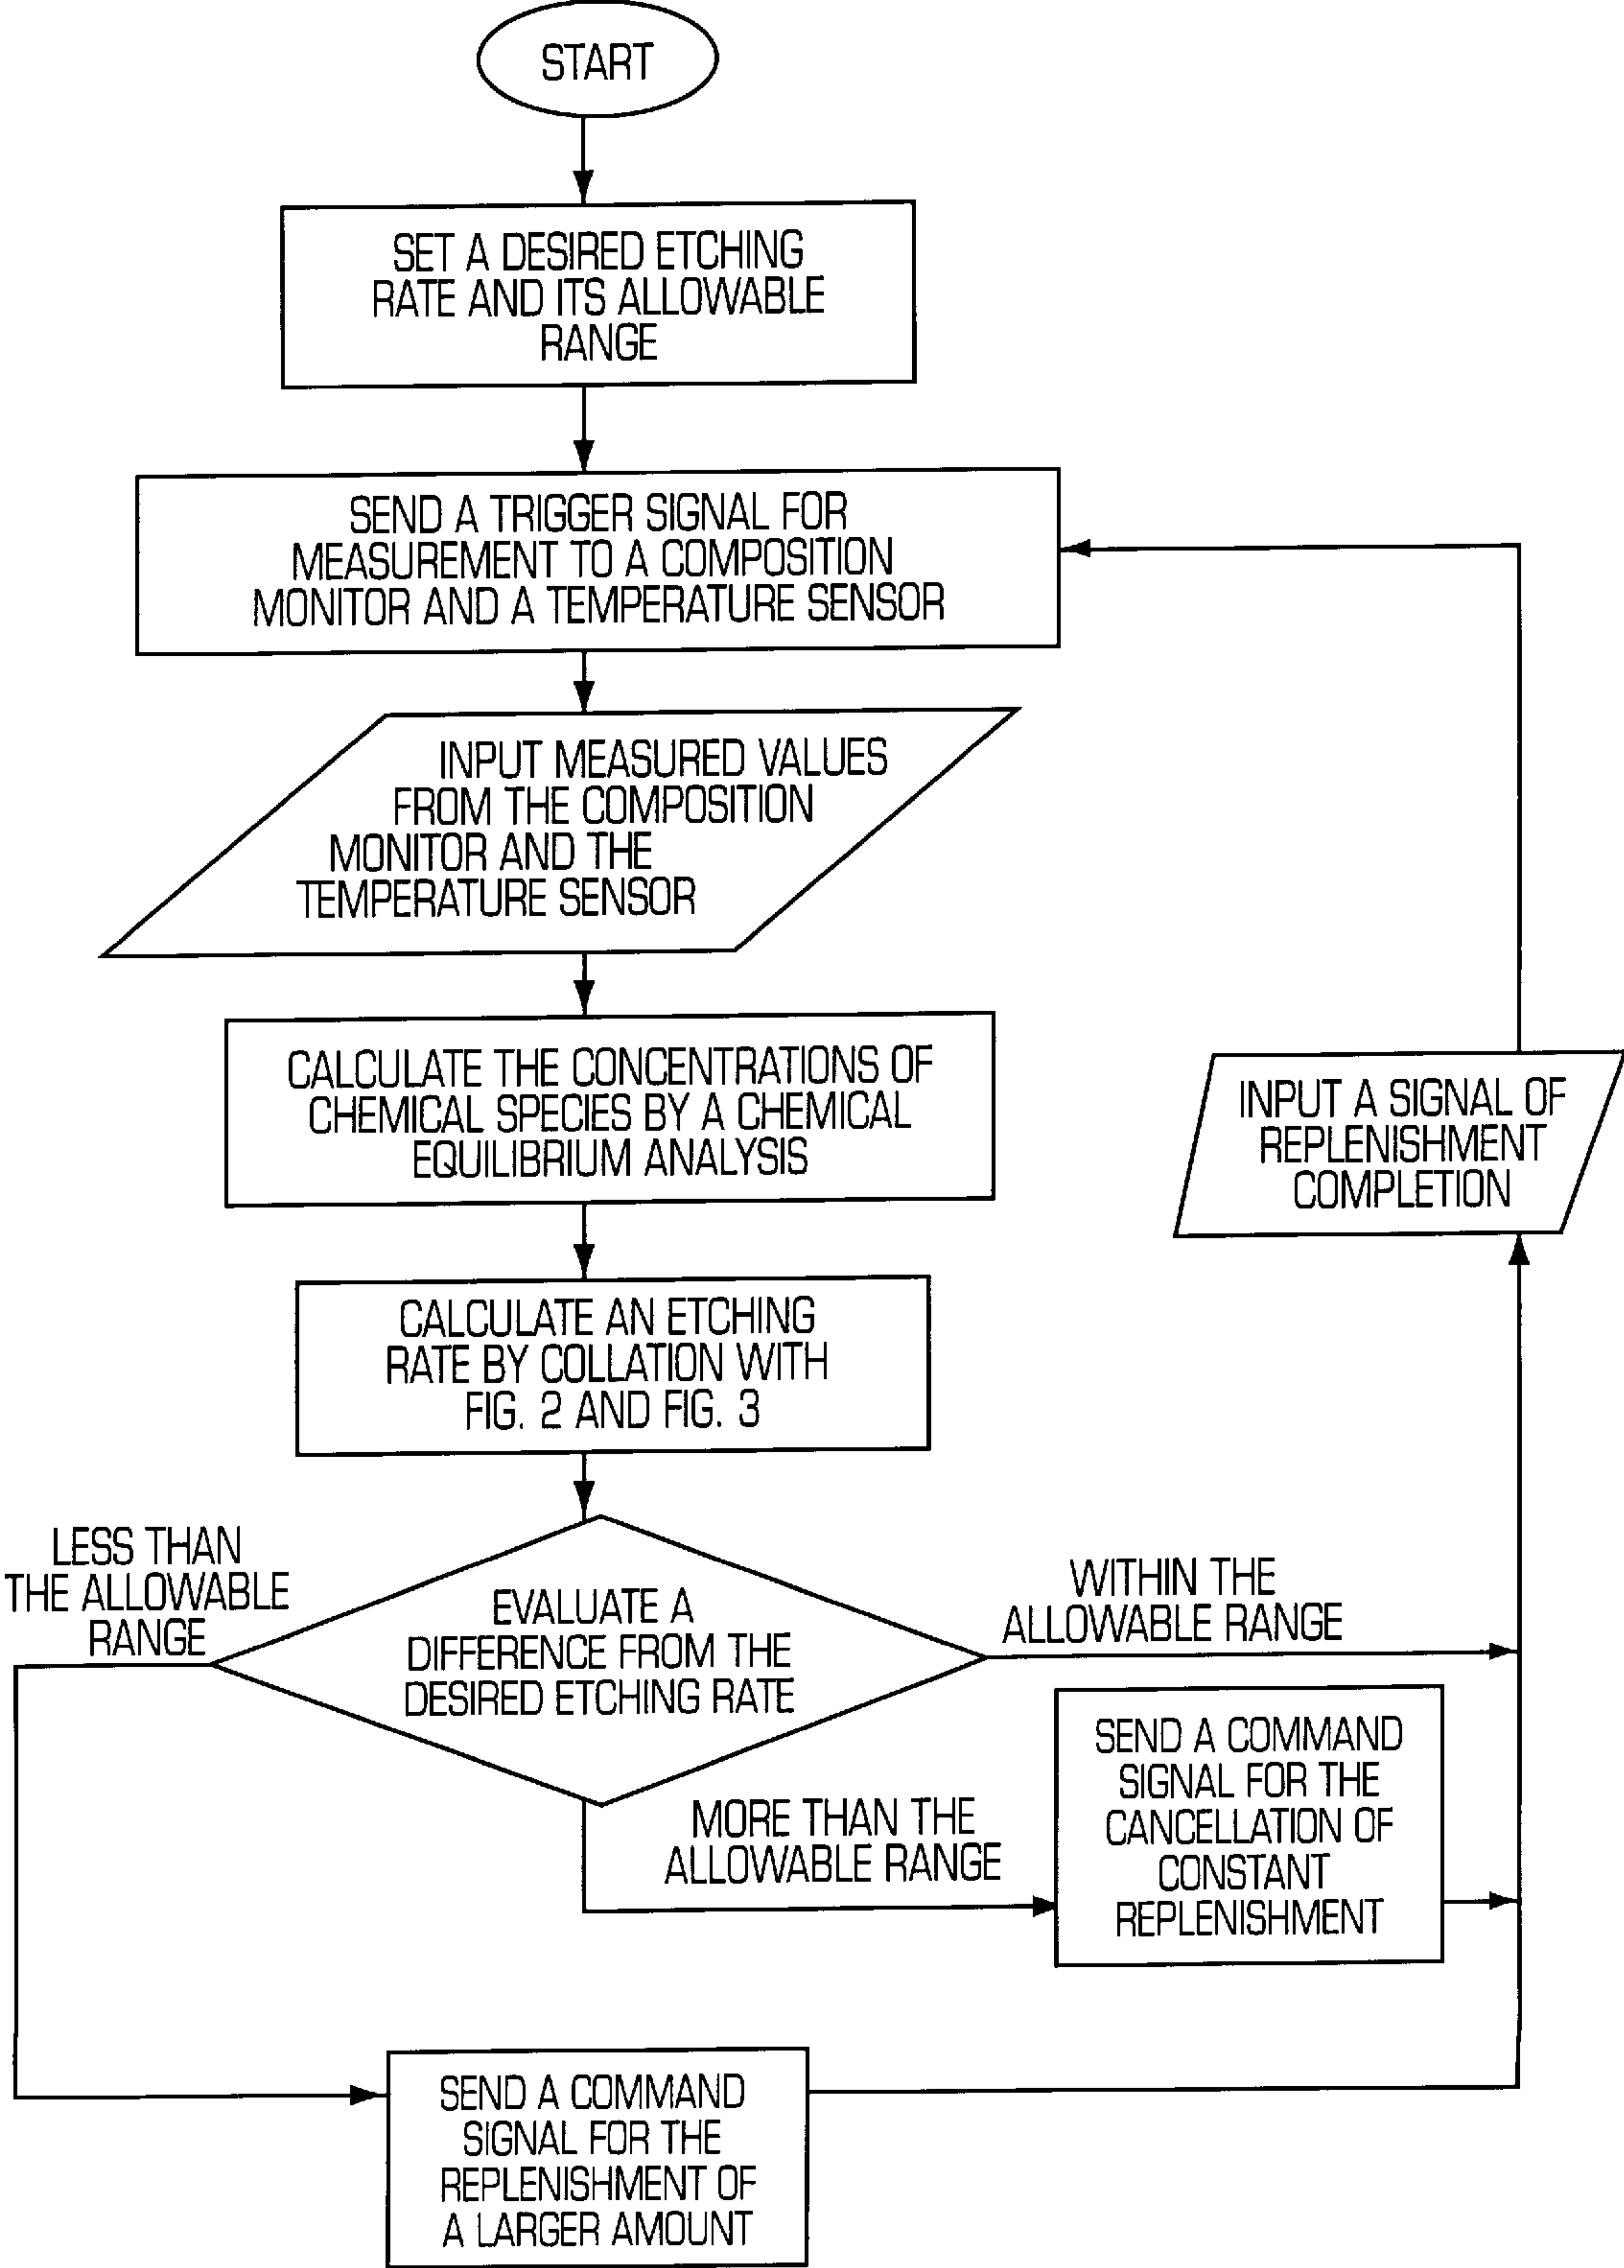 START
SET A DESIRED ETCHING
RATE AND ITS ALLOWABLE
RANGE
SEND A TRIGGER SIGNAL FOR
MEASUREMENT TO A COMPOSITION
MONITOR AND A TEMPERATURE SENSOR
INPUT MEASURED VALUES
FROM THE COMPOSITION
MONITOR AND THE
TEMPERATURE SENSOR
CALCULATE THE CONCENTRATIONS OF
CHEMICAL SPECIES BY A CHEMICAL
EQUILIBRIUM ANALYSIS
INPUT A SIGNAL OF
REPLENISHMENT
COMPLETION
CALCULATE AN ETCHING
RATE BY COLLATION WITH
FIG. 2 AND FIG. 3
LESS THAN
THE ALLOWABLE
RANGE
EVALUATE A
DIFFERENCE FROM THE
DESIRED ETCHING RATE
WITHIN THE
ALLOWABLE RANGE
MORE THAN THE
ALLOWABLE RANGE
SEND A COMMAND
SIGNAL FOR THE
CANCELLATION OF
CONSTANT
REPLENISHMENT
SEND A COMMAND
SIGNAL FOR THE
REPLENISHMENT OF
A LARGER AMOUNT